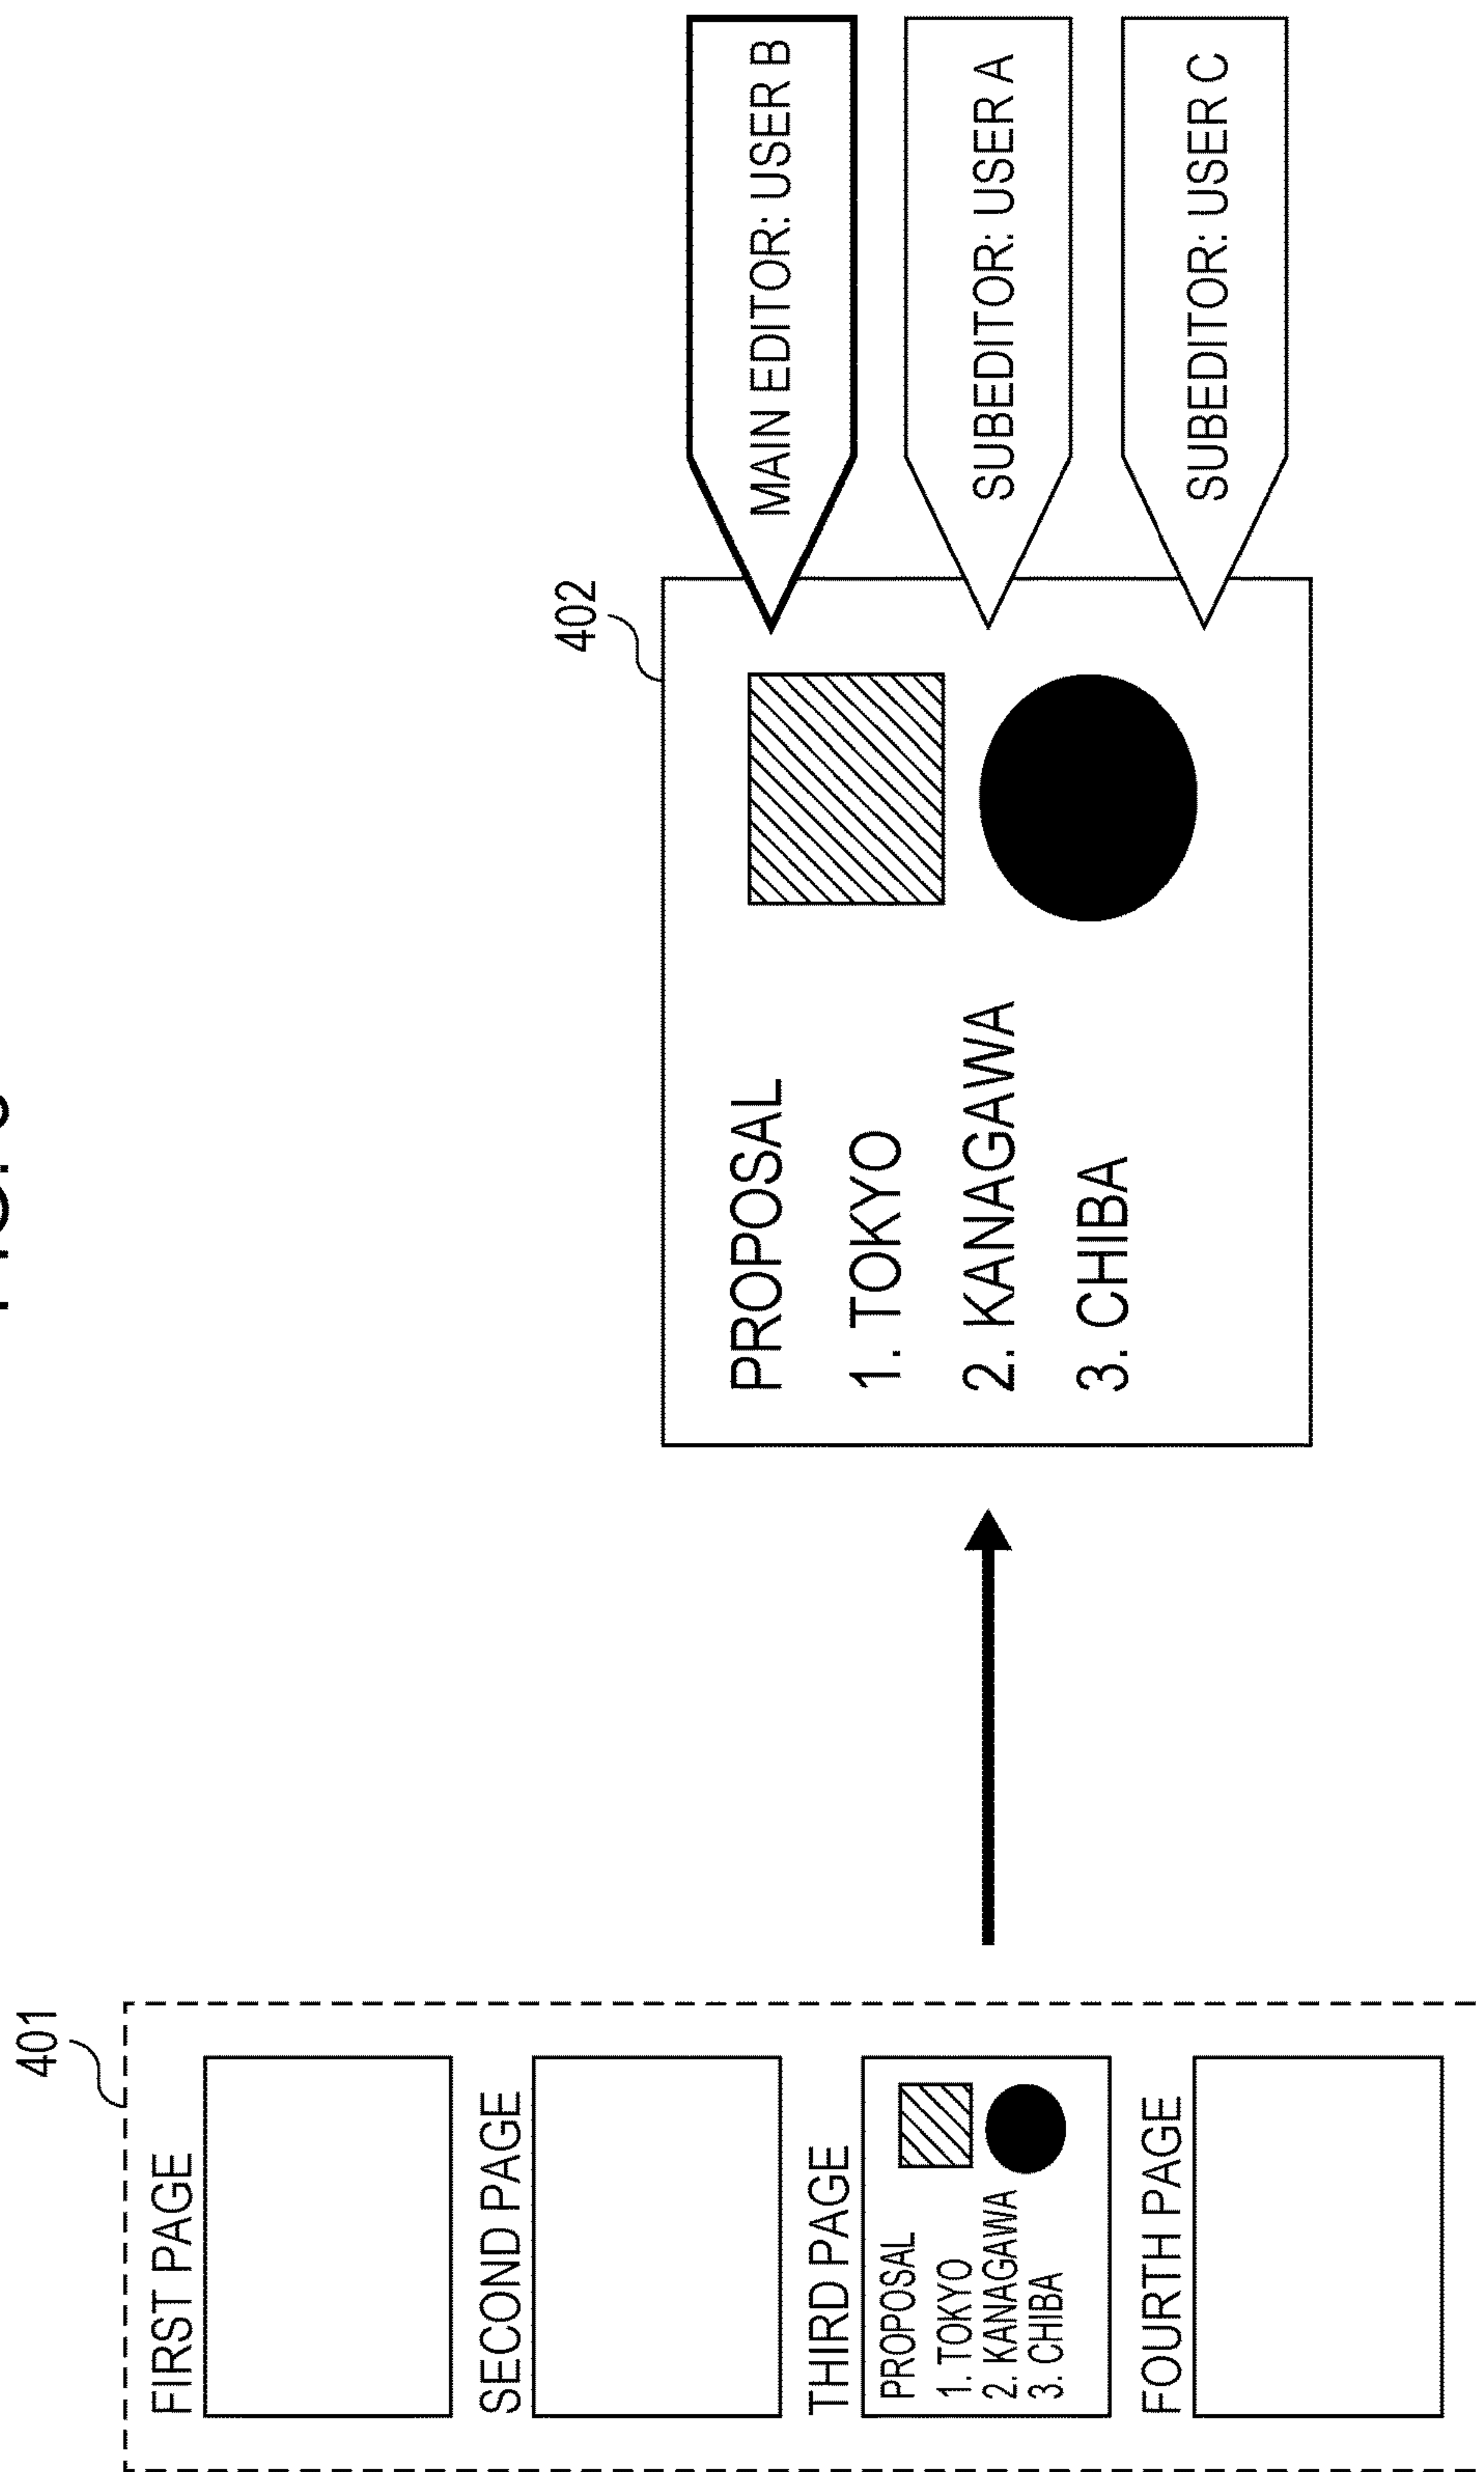 401
FIRST PAGE
SECOND PAGE
THIRD PAGE
PROPOSAL
1. TOKYO
2. KANAGAWA
3. CHIBA
FOURTH PAGE
402
PROPOSAL
1. TOKYO
2. KANAGAWA
3. CHIBA
MAIN EDITOR: USER B
SUBEDITOR: USER A
SUBEDITOR: USER C